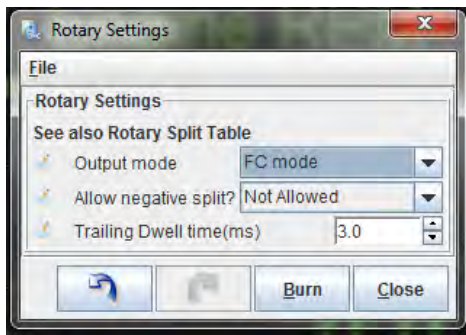 Rotary Settings
File
Rotary Settings
See also Rotary Split Table
Output mode FC mode
Allow negative split? Not Allowed
Trailing Dwell time(ms) 3.0
Burn Close